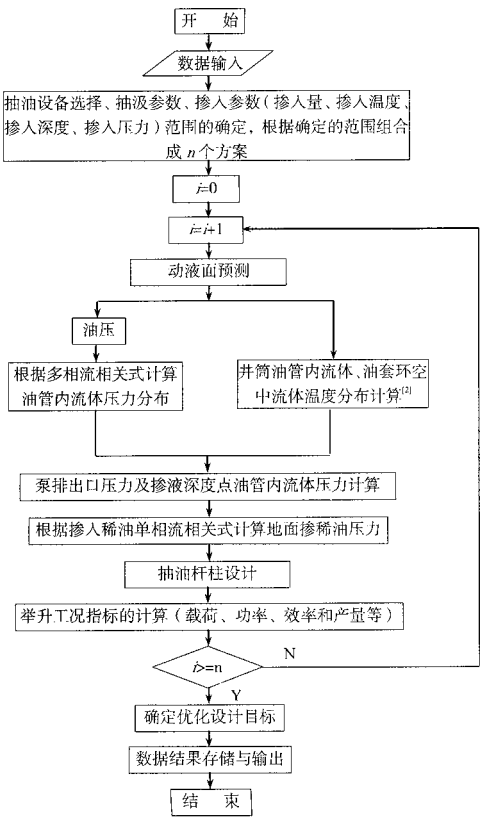 开 始
数据输入
抽油设备选择、抽汲参数、掺入参数(掺入量、掺入温度、
掺入深度、掺入压力)范围的确定，根据确定的范围组合
成n个方案
i=0
i=i+1
动液面预测
油压
根据多相流相关式计算
油管内流体压力分布
井筒油管内流体、油套环空
中流体温度分布计算[2]
泵排出口压力及掺液深度点油管内流体压力计算
根据掺入稀油单相流相关式计算地面掺稀油压力
抽油杆柱设计
举升工况指标的计算(载荷、功率、效率和产量等)
i>=n
N
Y
确定优化设计目标
数据结果存储与输出
结 束